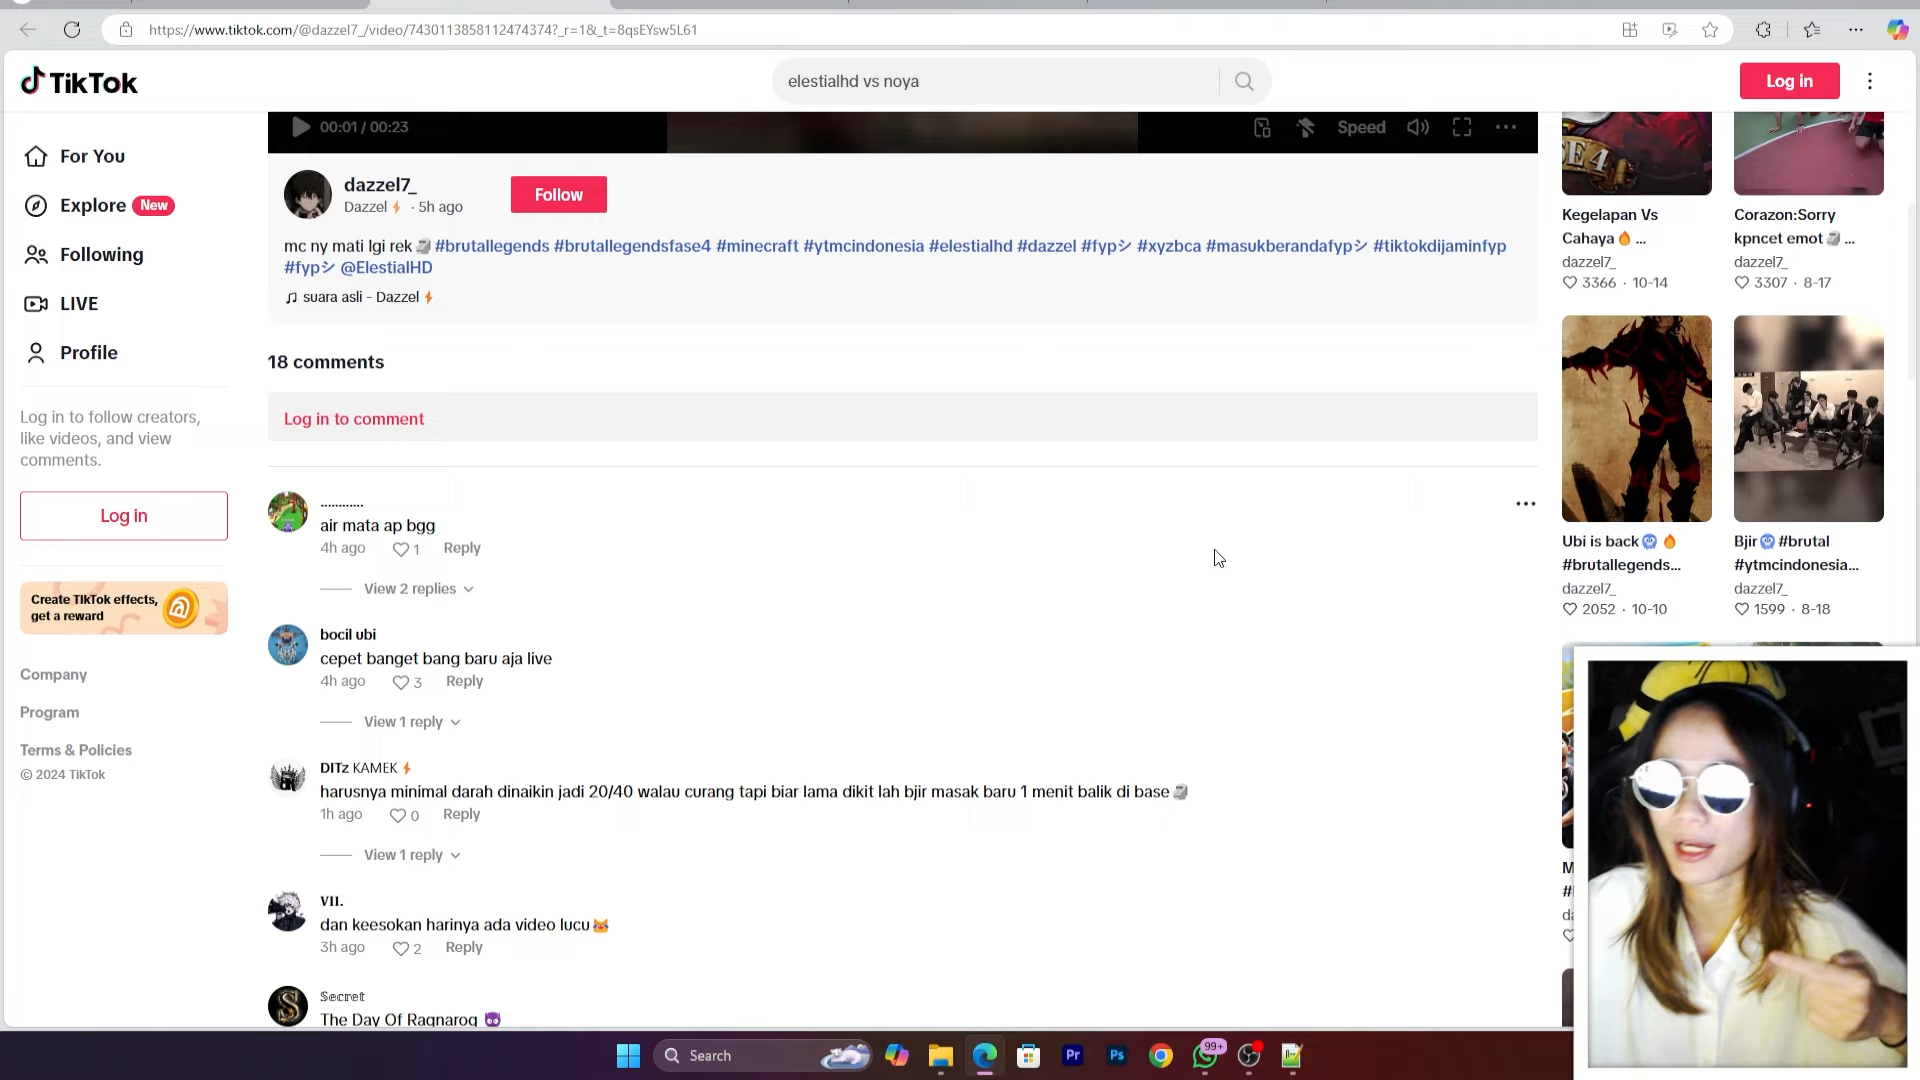 https://www.tiktok.com/@dazzel7_/video/7430113858112474374?_r=1&_t=8qsEYsw5L61
TikTok
elestialhd vs noya
Log in
For You
Explore New
Following
LIVE
Profile
Log in to follow creators,
like videos, and view
comments.
Log in
Create TikTok effects,
get a reward
Company
Program
Terms & Policies
© 2024 TikTok
00:01 / 00:23
Speed
dazzel7_
Dazzel⚡ · 5h ago
Follow
mc ny mati lgi rek🗿#brutallegends #brutallegendsfase4 #minecraft #ytmcindonesia #elestialhd #dazzel #fypシ #xyzbca #masukberandafypシ #tiktokdijaminfyp
#fypシ @ElestialHD
suara asli - Dazzel⚡
18 comments
Log in to comment
............
air mata ap bgg
4h ago 1 Reply
View 2 replies
bocil ubi
cepet banget bang baru aja live
4h ago 3 Reply
View 1 reply
DITz KAMEK⚡
harusnya minimal darah dinaikin jadi 20/40 walau curang tapi biar lama dikit lah bjir masak baru 1 menit balik di base🗿
1h ago 0 Reply
View 1 reply
VII.
dan keesokan harinya ada video lucu😹
3h ago 2 Reply
𝕊𝕖𝕔𝕣𝕖𝕥
The Day Of Ragnaroq 😈
E4
Kegelapan Vs
Cahaya🔥 ...
dazzel7_
3366 · 10-14
Corazon:Sorry
kpncet emot🗿 ...
dazzel7_
3307 · 8-17
Ubi is back🥶🔥
#brutallegends...
dazzel7_
2052 · 10-10
Bjir🥶 #brutal
#ytmcindonesia...
dazzel7_
1599 · 8-18
Search
Pr
Ps
99+